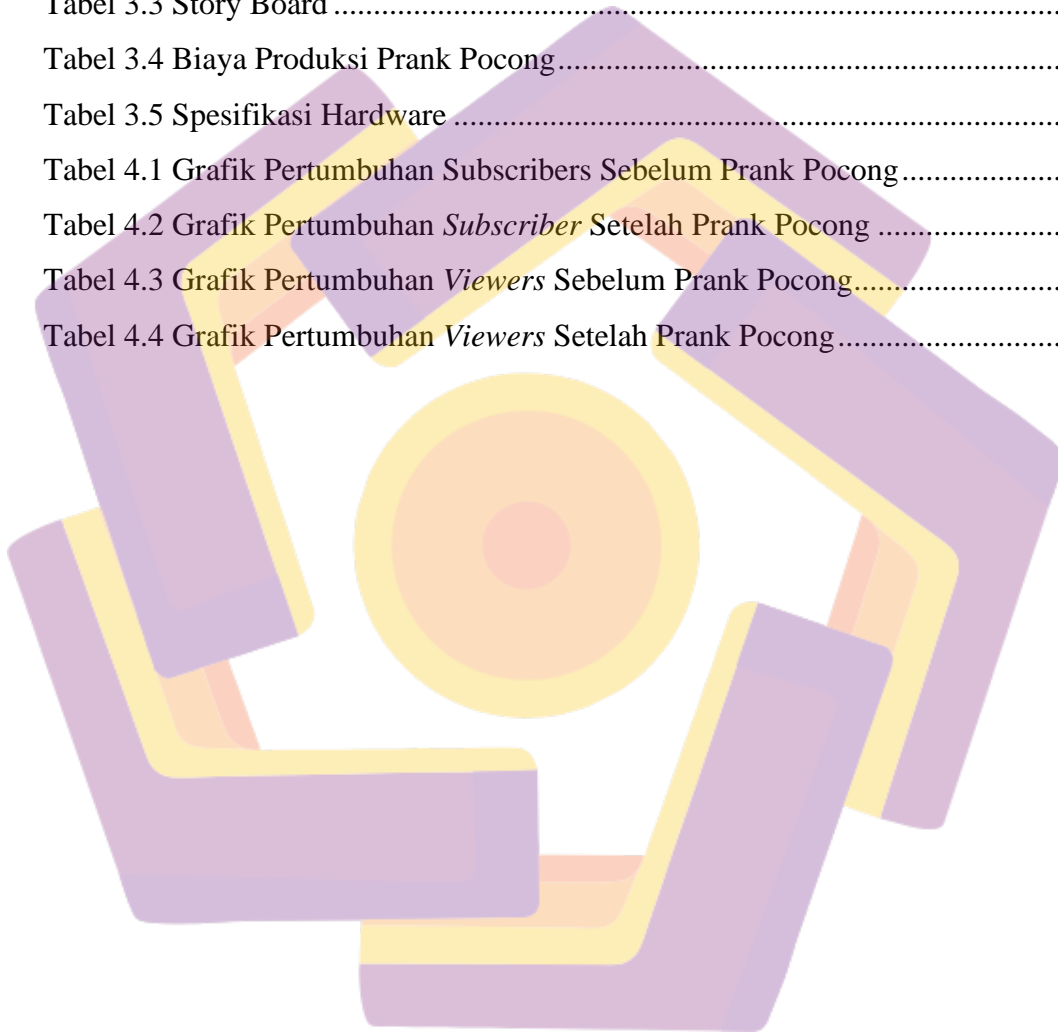 Tabel 3.3 Story Board ....................................................................................
Tabel 3.4 Biaya Produksi Prank Pocong..............................................................
Tabel 3.5 Spesifikasi Hardware ...........................................................................
Tabel 4.1 Grafik Pertumbuhan Subscribers Sebelum Prank Pocong....................
Tabel 4.2 Grafik Pertumbuhan Subscriber Setelah Prank Pocong .......................
Tabel 4.3 Grafik Pertumbuhan Viewers Sebelum Prank Pocong..........................
Tabel 4.4 Grafik Pertumbuhan Viewers Setelah Prank Pocong............................